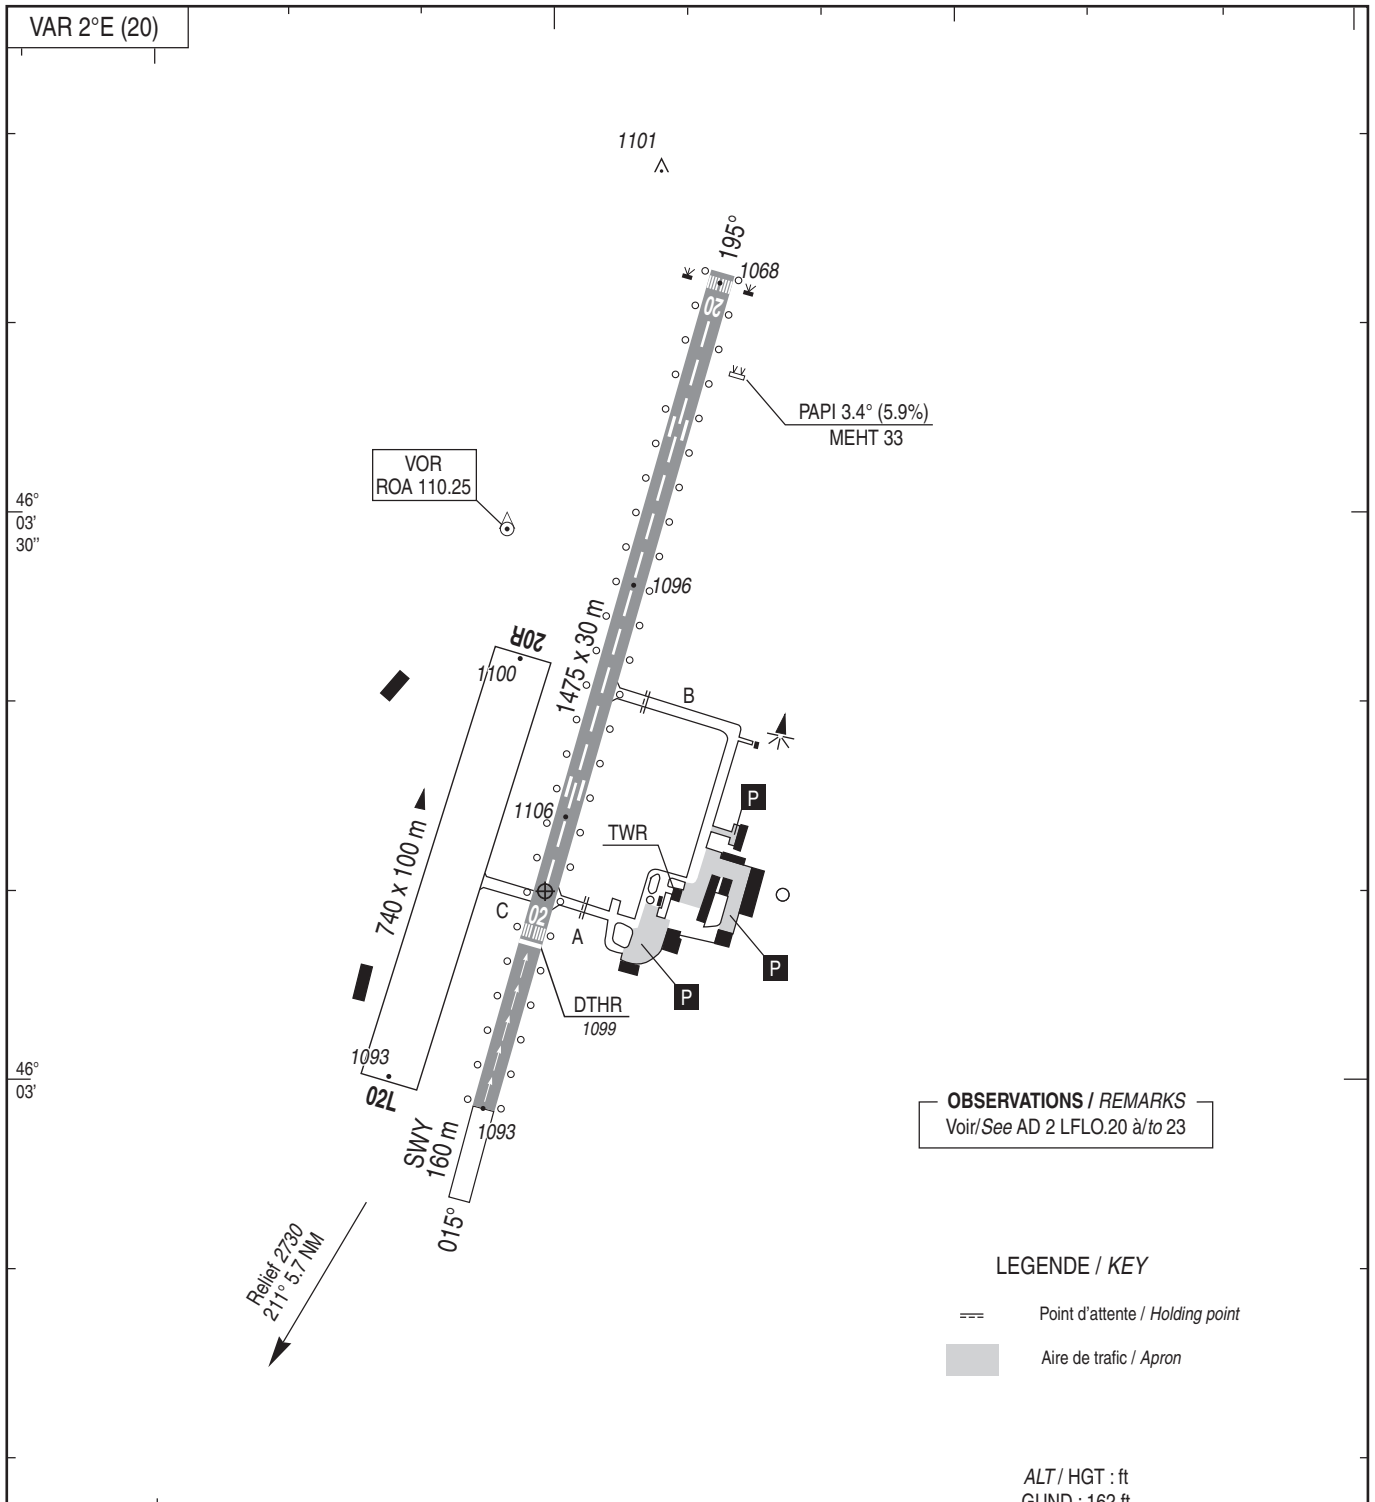 VAR 2°E (20)
1101
195°
1068
20
PAPI 3.4° (5.9%)
MEHT 33
VOR
ROA 110.25
46°
03'
30"
1096
1475 x 30 m
20R
1100
B
P
1106
TWR
740 x 100 m
C
02
A
P
P
DTHR
1099
1093
02L
46°
03'
1093
SWY
160 m
015°
OBSERVATIONS / REMARKS
Voir/See AD 2 LFLO.20 à/to 23
Relief 2730
211° 5.7 NM
LEGENDE / KEY
Point d'attente / Holding point
Aire de trafic / Apron
ALT / HGT : ft
GUND : 162 ft